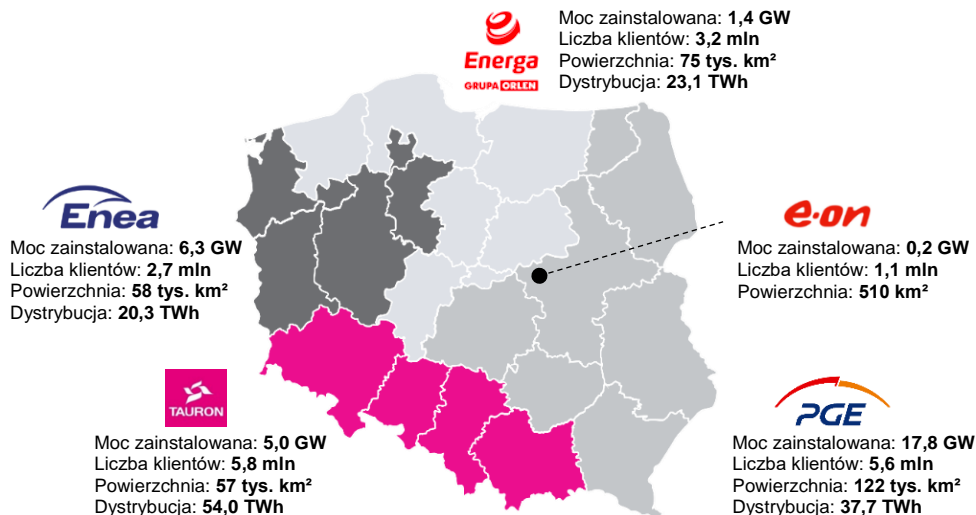 Energa
GRUPA ORLEN
Moc zainstalowana: 1,4 GW
Liczba klientów: 3,2 mln
Powierzchnia: 75 tys. km²
Dystrybucja: 23,1 TWh
Enea
Moc zainstalowana: 6,3 GW
Liczba klientów: 2,7 mln
Powierzchnia: 58 tys. km²
Dystrybucja: 20,3 TWh
e·on
Moc zainstalowana: 0,2 GW
Liczba klientów: 1,1 mln
Powierzchnia: 510 km²
TAURON
Moc zainstalowana: 5,0 GW
Liczba klientów: 5,8 mln
Powierzchnia: 57 tys. km²
Dystrybucja: 54,0 TWh
PGE
Moc zainstalowana: 17,8 GW
Liczba klientów: 5,6 mln
Powierzchnia: 122 tys. km²
Dystrybucja: 37,7 TWh